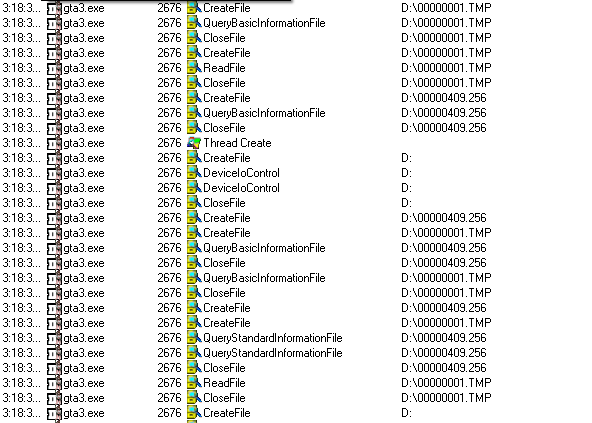 3:18:3... gta3.exe 2676 CreateFile D:\00000001.TMP
3:18:3... gta3.exe 2676 QueryBasicInformationFile D:\00000001.TMP
3:18:3... gta3.exe 2676 CloseFile D:\00000001.TMP
3:18:3... gta3.exe 2676 CreateFile D:\00000001.TMP
3:18:3... gta3.exe 2676 ReadFile D:\00000001.TMP
3:18:3... gta3.exe 2676 CloseFile D:\00000001.TMP
3:18:3... gta3.exe 2676 CreateFile D:\00000409.256
3:18:3... gta3.exe 2676 QueryBasicInformationFile D:\00000409.256
3:18:3... gta3.exe 2676 CloseFile D:\00000409.256
3:18:3... gta3.exe 2676 Thread Create
3:18:3... gta3.exe 2676 CreateFile D:
3:18:3... gta3.exe 2676 DeviceIoControl D:
3:18:3... gta3.exe 2676 DeviceIoControl D:
3:18:3... gta3.exe 2676 CloseFile D:
3:18:3... gta3.exe 2676 CreateFile D:\00000409.256
3:18:3... gta3.exe 2676 CreateFile D:\00000001.TMP
3:18:3... gta3.exe 2676 QueryBasicInformationFile D:\00000409.256
3:18:3... gta3.exe 2676 CloseFile D:\00000409.256
3:18:3... gta3.exe 2676 QueryBasicInformationFile D:\00000001.TMP
3:18:3... gta3.exe 2676 CloseFile D:\00000001.TMP
3:18:3... gta3.exe 2676 CreateFile D:\00000409.256
3:18:3... gta3.exe 2676 CreateFile D:\00000001.TMP
3:18:3... gta3.exe 2676 QueryStandardInformationFile D:\00000409.256
3:18:3... gta3.exe 2676 QueryStandardInformationFile D:\00000409.256
3:18:3... gta3.exe 2676 CloseFile D:\00000409.256
3:18:3... gta3.exe 2676 ReadFile D:\00000001.TMP
3:18:3... gta3.exe 2676 CloseFile D:\00000001.TMP
3:18:3... gta3.exe 2676 CreateFile D: